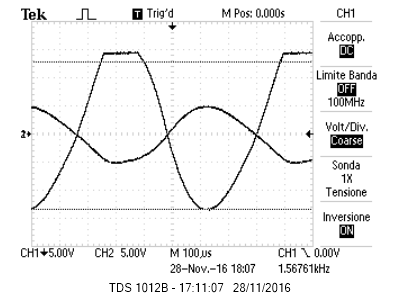 Tek T Trig'd M Pos: 0.000s CH1
Accopp.
DC
Limite Banda
OFF
100MHz
Volt/Div.
Coarse
2
Sonda
1X
Tensione
Inversione
ON
CH1 5.00V CH2 5.00V M 100µs CH1 0.00V
28-Nov.-16 18:07 1.56761kHz
TDS 1012B - 17:11:07 28/11/2016